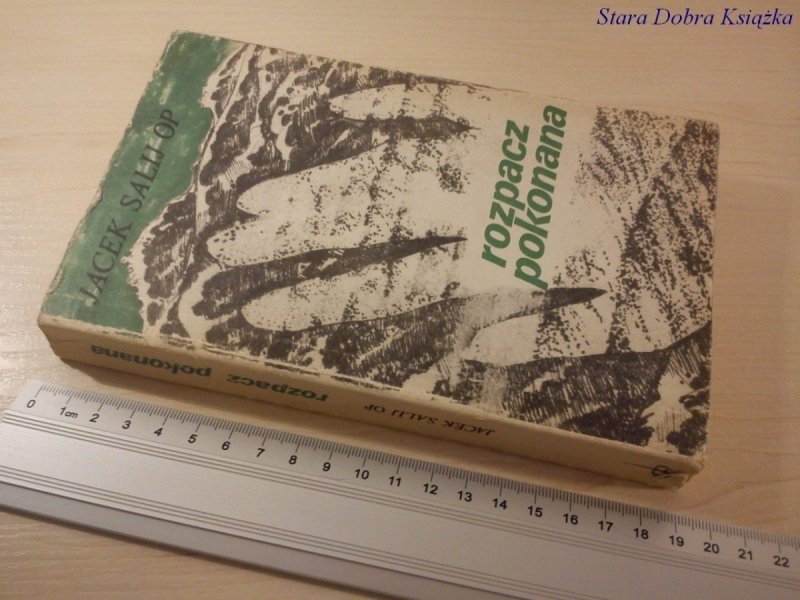 Stara Dobra Książka
JACEK SALIJ OP
rozpacz
pokonana
rozpacz pokonana
JACEK SALIJ OP
0 1cm 2 3 4 5 6 7 8 9 10 11 12 13 14 15 16 17 18 19 20 21 22